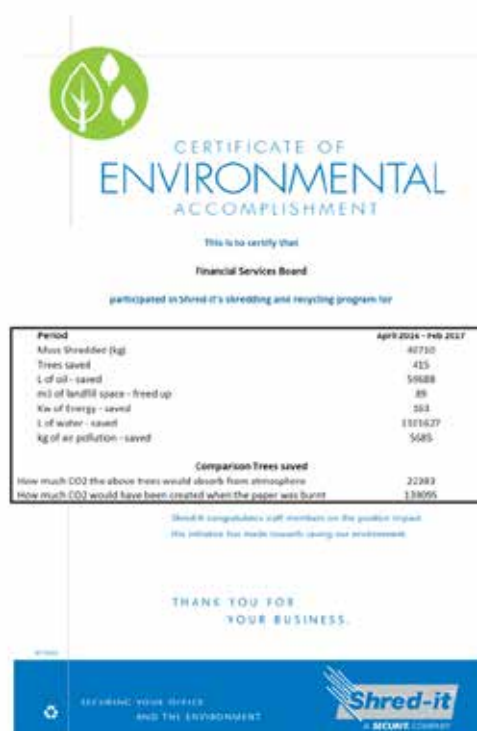 CERTIFICATE OF
ENVIRONMENTAL
ACCOMPLISHMENT
This is to certify that
Financial Services Board
participated in Shred-it's shredding and recycling program for
Period April 2016 - Feb 2017
Mass Shredded (kg) 40710
Trees saved 415
L of oil - saved
m3 of landfill space - freed up 89
Kw of Energy - saved 163
L of water - saved
kg of air pollution - saved 5685
Comparison Trees saved
How much CO2 the above trees would absorb from atmosphere
How much CO2 would have been created when the paper was burnt
Shred-it congratulates staff members on the positive impact
this initiative has made towards saving our environment.
THANK YOU FOR
YOUR BUSINESS.
SECURING YOUR OFFICE
AND THE ENVIRONMENT
Shred-it
A SECURIT COMPANY